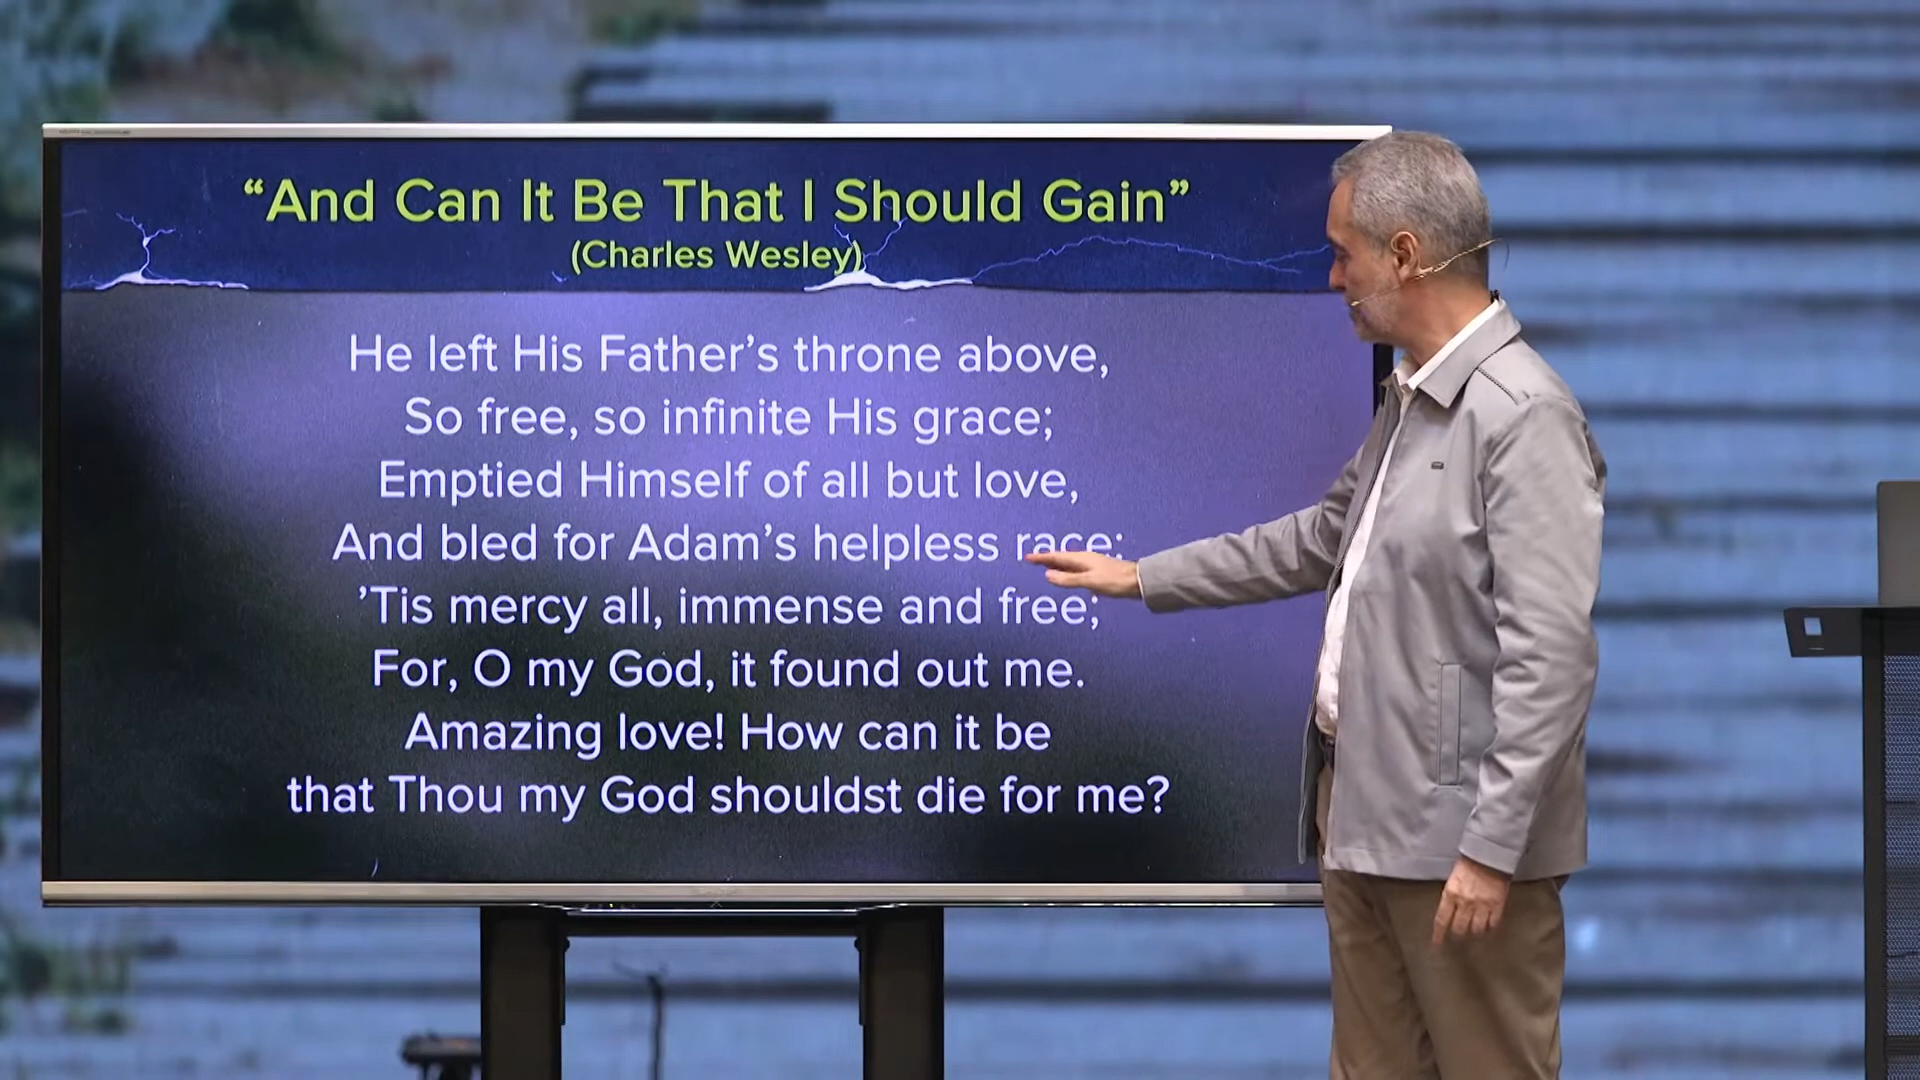 “And Can It Be That I Should Gain”
(Charles Wesley)
He left His Father’s throne above,
So free, so infinite His grace;
Emptied Himself of all but love,
And bled for Adam’s helpless race:
’Tis mercy all, immense and free;
For, O my God, it found out me.
Amazing love! How can it be
that Thou my God shouldst die for me?